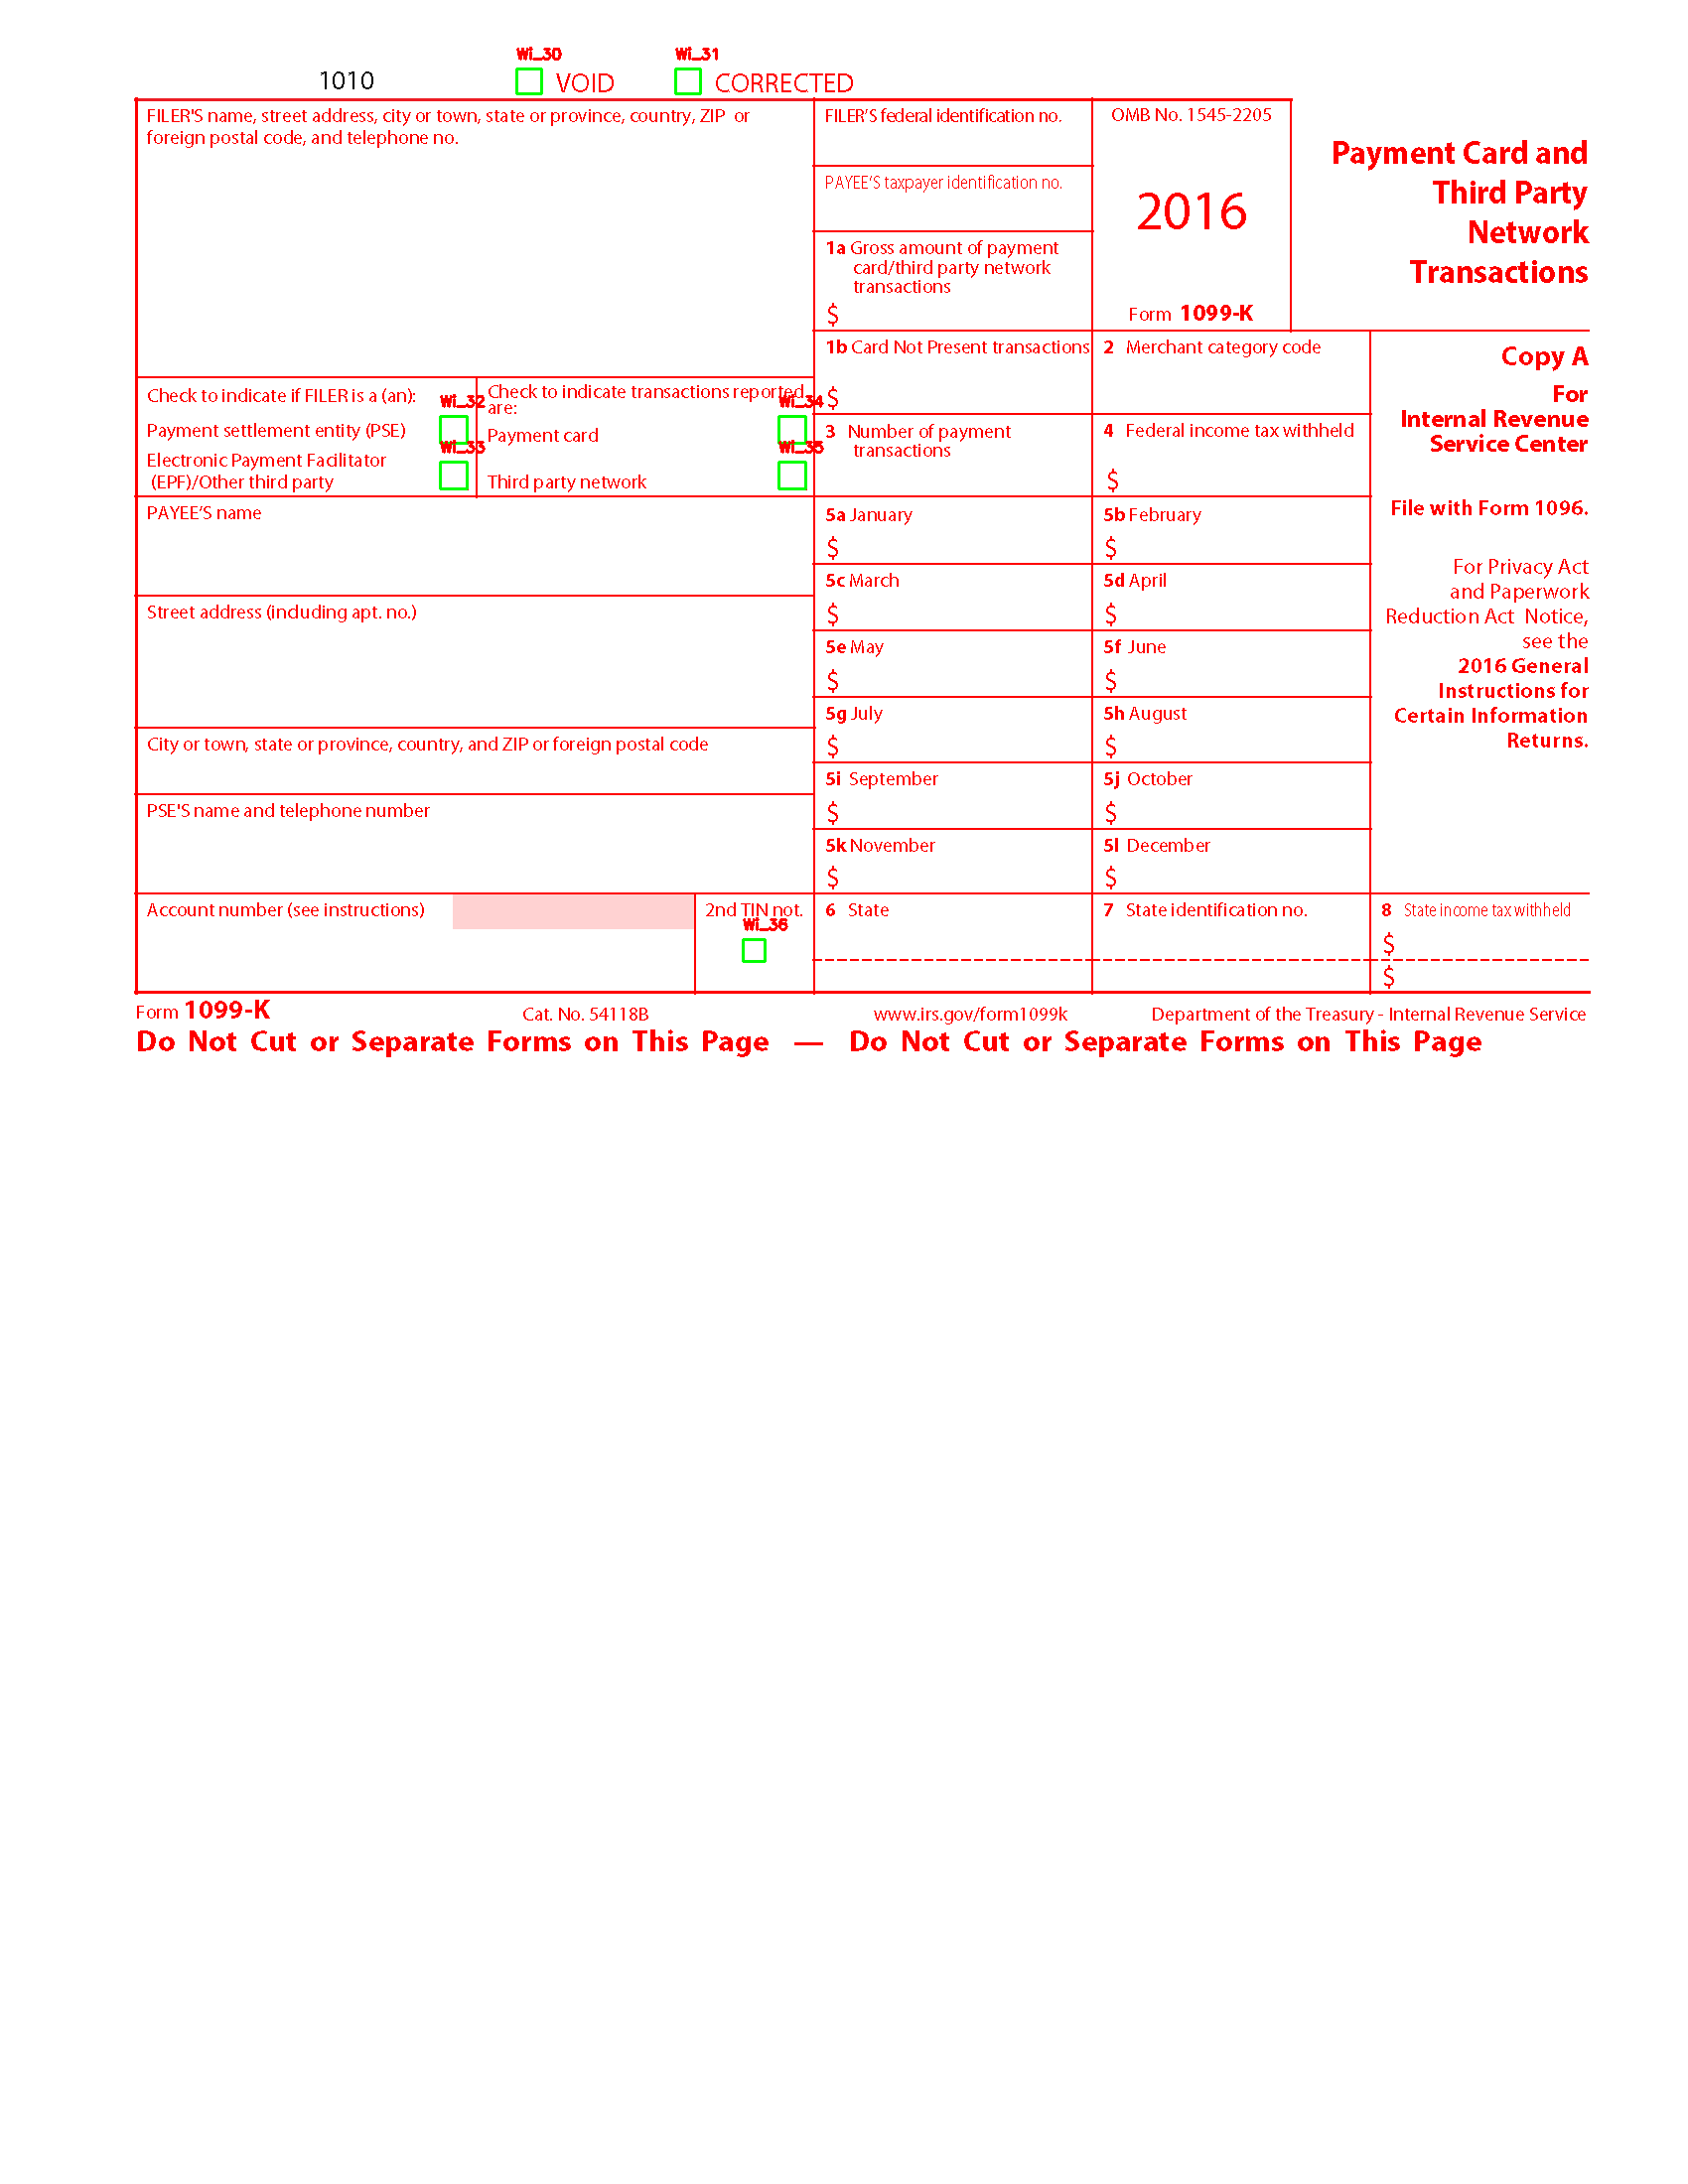 Wi_30
Wi_31
1010
VOID
CORRECTED
FILER'S name, street address, city or town, state or province, country, ZIP or
foreign postal code, and telephone no.
FILER'S federal identification no.
PAYEE'S taxpayer identification no.
1a Gross amount of payment
card/third party network
transactions
$
OMB No. 1545-2205
2016
Form 1099-K
Payment Card and
Third Party
Network
Transactions
1b Card Not Present transactions
$
2 Merchant category code
Copy A
For
Internal Revenue
Service Center
File with Form 1096.
For Privacy Act
and Paperwork
Reduction Act Notice,
see the
2016 General
Instructions for
Certain Information
Returns.
Check to indicate if FILER is a (an):
Wi_32
Payment settlement entity (PSE)
Wi_33
Electronic Payment Facilitator
(EPF)/Other third party
Check to indicate transactions reported
are:
Wi_34
Payment card
Wi_35
Third party network
3 Number of payment
transactions
4 Federal income tax withheld
$
PAYEE'S name
5a January
$
5b February
$
5c March
$
5d April
$
Street address (including apt. no.)
5e May
$
5f June
$
5g July
$
5h August
$
City or town, state or province, country, and ZIP or foreign postal code
5i September
$
5j October
$
PSE'S name and telephone number
5k November
$
5l December
$
Account number (see instructions)
2nd TIN not.
Wi_36
6 State
7 State identification no.
8 State income tax withheld
$
$
Form 1099-K
Cat. No. 54118B
www.irs.gov/form1099k
Department of the Treasury - Internal Revenue Service
Do Not Cut or Separate Forms on This Page — Do Not Cut or Separate Forms on This Page